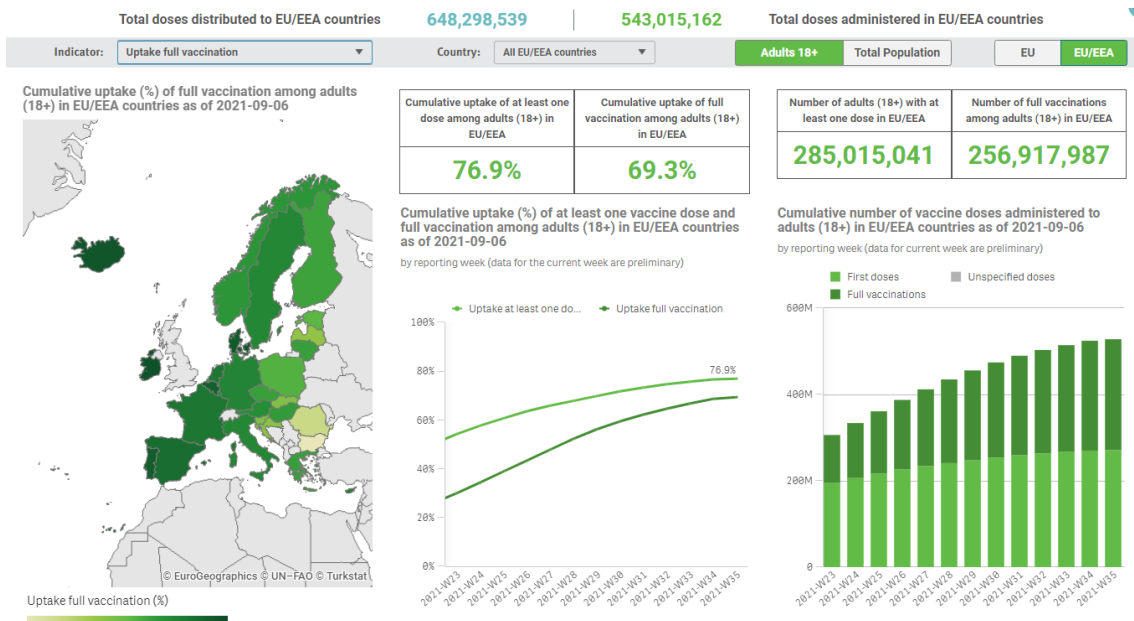 Total doses distributed to EU/EEA countries
648,298,539
543,015,162
Total doses administered in EU/EEA countries
Indicator:
Uptake full vaccination
Country:
All EU/EEA countries
Adults 18+
Total Population
EU
EU/EEA
Cumulative uptake (%) of full vaccination among adults
(18+) in EU/EEA countries as of 2021-09-06
© EuroGeographics © UN-FAO © Turkstat
Uptake full vaccination (%)
Cumulative uptake of at least one
dose among adults (18+) in
EU/EEA
76.9%
Cumulative uptake of full
vaccination among adults (18+)
in EU/EEA
69.3%
Cumulative uptake (%) of at least one vaccine dose and
full vaccination among adults (18+) in EU/EEA countries
as of 2021-09-06
by reporting week (data for the current week are preliminary)
Uptake at least one do...
Uptake full vaccination
100%
80%
60%
40%
20%
0%
76.9%
2021-W23
2021-W24
2021-W25
2021-W26
2021-W27
2021-W28
2021-W29
2021-W30
2021-W31
2021-W32
2021-W33
2021-W34
2021-W35
Number of adults (18+) with at
least one dose in EU/EEA
285,015,041
Number of full vaccinations
among adults (18+) in EU/EEA
256,917,987
Cumulative number of vaccine doses administered to
adults (18+) in EU/EEA countries as of 2021-09-06
by reporting week (data for current week are preliminary)
First doses
Unspecified doses
Full vaccinations
600M
400M
200M
0
2021-W23
2021-W24
2021-W25
2021-W26
2021-W27
2021-W28
2021-W29
2021-W30
2021-W31
2021-W32
2021-W33
2021-W34
2021-W35